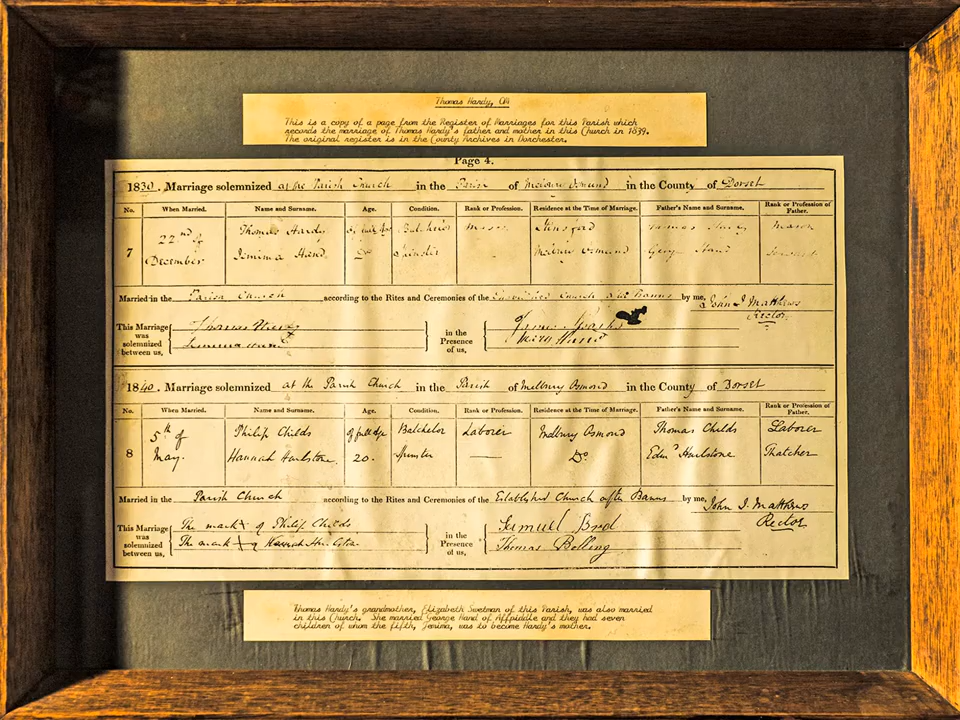 Thomas Hardy, OM
This is a copy of a page from the Register of Marriages for this Parish which
records the marriage of Thomas Hardy's father and mother in this Church in 1839.
The original register is in the County Archives in Dorchester.
Page 4.
1839. Marriage solemnized at the Parish Church in the Parish of Melbury Osmund in the County of Dorset
No. When Married. Name and Surname. Age. Condition. Rank or Profession. Residence at the Time of Marriage. Father's Name and Surname. Rank or Profession of Father.
7 22nd of December Thomas Hardy of full age Batchelor Mason Stinsford Thomas Hardy Mason
Jemima Hand Do Spinster Melbury Osmund George Hand
Married in the Parish Church according to the Rites and Ceremonies of the Established Church after Banns by me, John J. Matthews
Rector
This Marriage was solemnized between us, Thomas Hardy in the Presence of us,
Jemima Hand
1840. Marriage solemnized at the Parish Church in the Parish of Melbury Osmond in the County of Dorset
No. When Married. Name and Surname. Age. Condition. Rank or Profession. Residence at the Time of Marriage. Father's Name and Surname. Rank or Profession of Father.
8 5th of May. Philip Childs of full age Batchelor Laborer Melbury Osmond Thomas Childs Laborer
Hannah Hurlstone. 20. Spinster — Do Edwd Hurlstone Thatcher
Married in the Parish Church according to the Rites and Ceremonies of the Established Church after Banns by me, John J. Matthews
Rector
This Marriage was solemnized between us, The mark X of Philip Childs in the Presence of us, Samuel
The mark X of Hannah Hurlstone Thomas Bolling
Thomas Hardy's grandmother, Elizabeth Swetman of this Parish, was also married
in this Church. She married George Hand of Affpiddle and they had seven
children of whom the fifth, Jemima, was to become Hardy's mother.